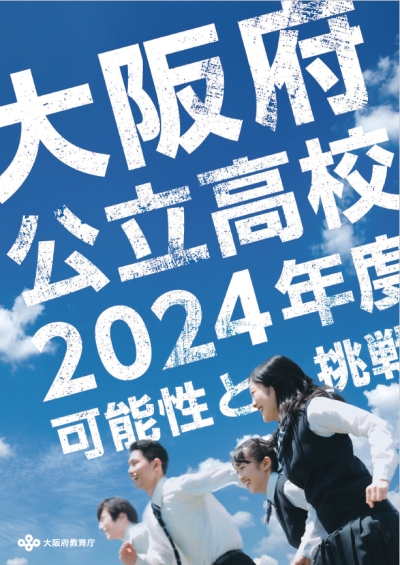 大阪府
公立高校
2024年度
可能性と挑戦
大阪府教育庁